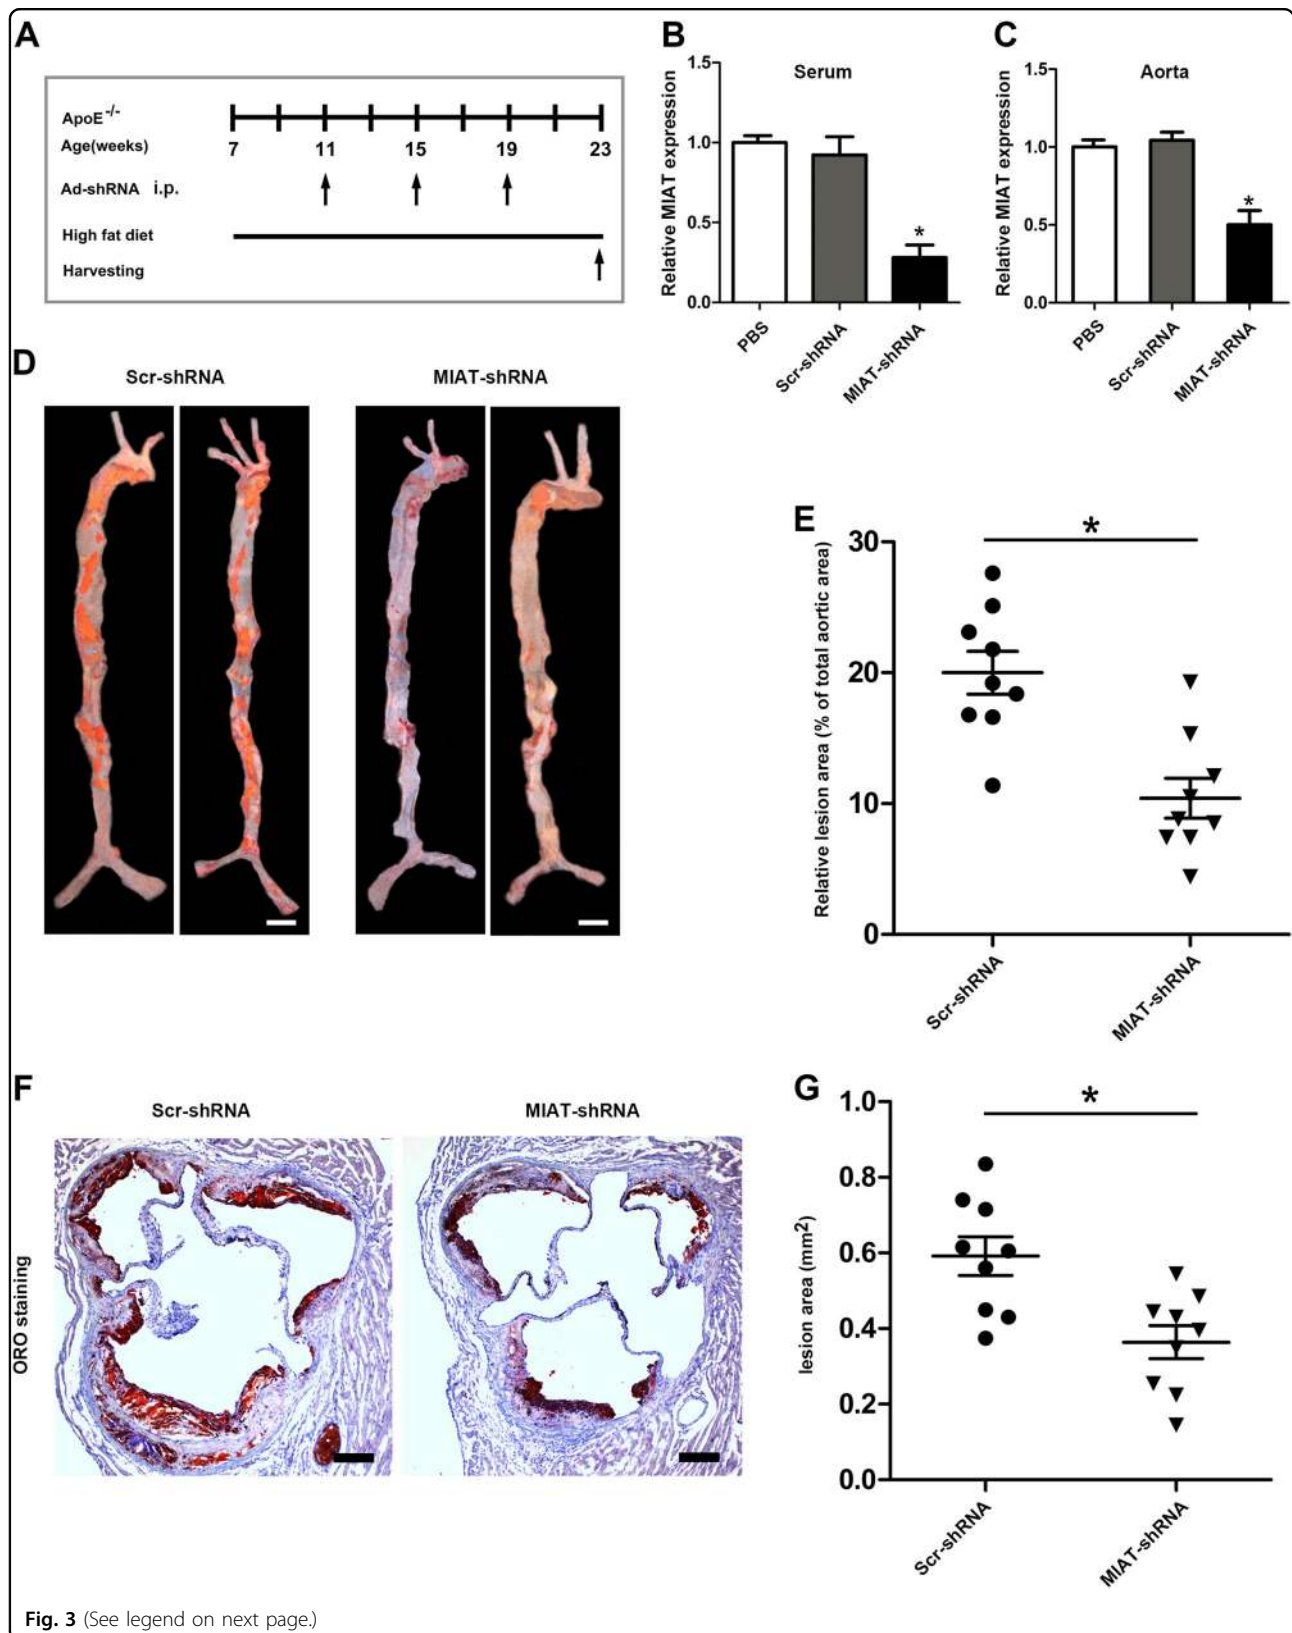 A
ApoE-/-
Age(weeks)
7 11 15 19 23
Ad-shRNA i.p.
High fat diet
Harvesting
B
Serum
Relative MIAT expression
1.5
1.0
0.5
0.0
PBS
Scr-shRNA
MIAT-shRNA
*
C
Aorta
Relative MIAT expression
1.5
1.0
0.5
0.0
PBS
Scr-shRNA
MIAT-shRNA
*
D
Scr-shRNA
MIAT-shRNA
E
Relative lesion area (% of total aortic area)
30
20
10
0
*
Scr-shRNA
MIAT-shRNA
F
Scr-shRNA
MIAT-shRNA
ORO staining
G
lesion area (mm2)
1.0
0.8
0.6
0.4
0.2
0.0
*
Scr-shRNA
MIAT-shRNA
Fig. 3 (See legend on next page.)